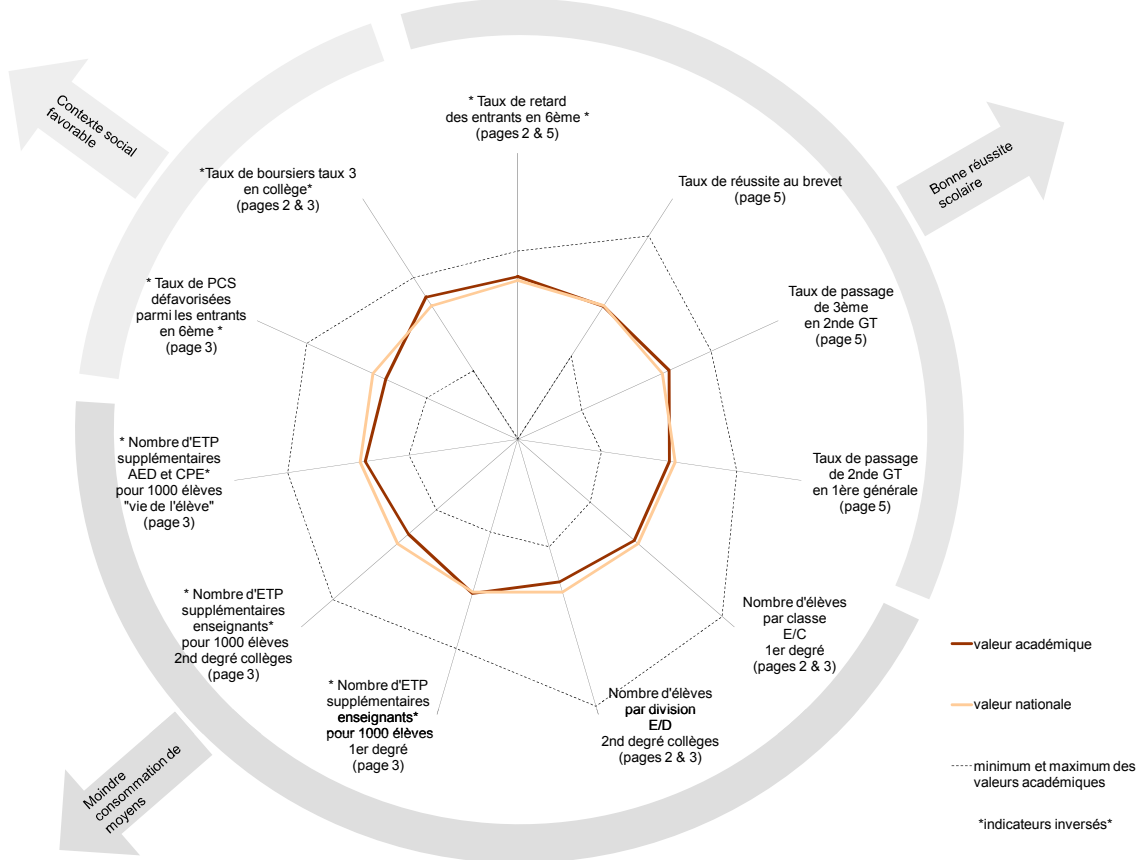 Contexte social
favorable
* Taux de retard
des entrants en 6ème *
(pages 2 & 5)
Bonne réussite
scolaire
*Taux de boursiers taux 3
en collège*
(pages 2 & 3)
Taux de réussite au brevet
(page 5)
* Taux de PCS
défavorisées
parmi les entrants
en 6ème *
(page 3)
Taux de passage
de 3ème
en 2nde GT
(page 5)
* Nombre d'ETP
supplémentaires
AED et CPE*
pour 1000 élèves
"vie de l'élève"
(page 3)
Taux de passage
de 2nde GT
en 1ère générale
(page 5)
* Nombre d'ETP
supplémentaires
enseignants*
pour 1000 élèves
2nd degré collèges
(page 3)
Nombre d'élèves
par classe
E/C
1er degré
(pages 2 & 3)
* Nombre d'ETP
supplémentaires
enseignants*
pour 1000 élèves
1er degré
(page 3)
Nombre d'élèves
par division
E/D
2nd degré collèges
(pages 2 & 3)
Moindre
consommation de
moyens
valeur académique
valeur nationale
minimum et maximum des
valeurs académiques
*indicateurs inversés*